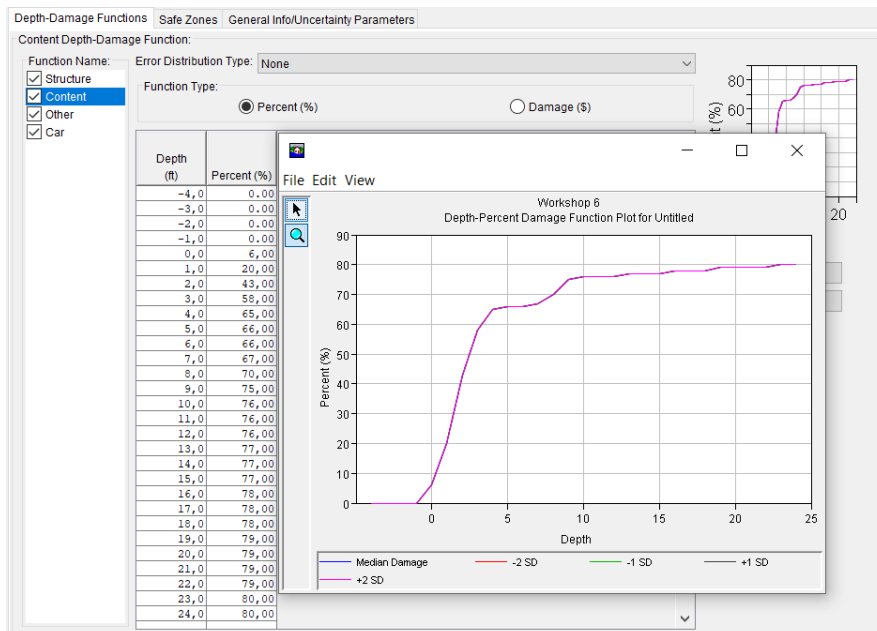 Depth-Damage Functions Safe Zones General Info/Uncertainty Parameters
Content Depth-Damage Function:
Function Name:
Structure
Content
Other
Car
Error Distribution Type: None
Function Type:
Percent (%) Damage ($)
Depth
(ft) Percent (%)
-4,0 0.00
-3,0 0.00
-2,0 0.00
-1,0 0.00
0,0 6,00
1,0 20,00
2,0 43,00
3,0 58,00
4,0 65,00
5,0 66,00
6,0 66,00
7,0 67,00
8,0 70,00
9,0 75,00
10,0 76,00
11,0 76,00
12,0 76,00
13,0 77,00
14,0 77,00
15,0 77,00
16,0 78,00
17,0 78,00
18,0 78,00
19,0 79,00
20,0 79,00
21,0 79,00
22,0 79,00
23,0 80,00
24,0 80,00
80
60
(%)
20
File Edit View
Workshop 6
Depth-Percent Damage Function Plot for Untitled
90
80
70
60
50
40
30
20
10
0
Percent (%)
0 5 10 15 20 25
Depth
Median Damage -2 SD -1 SD +1 SD
+2 SD